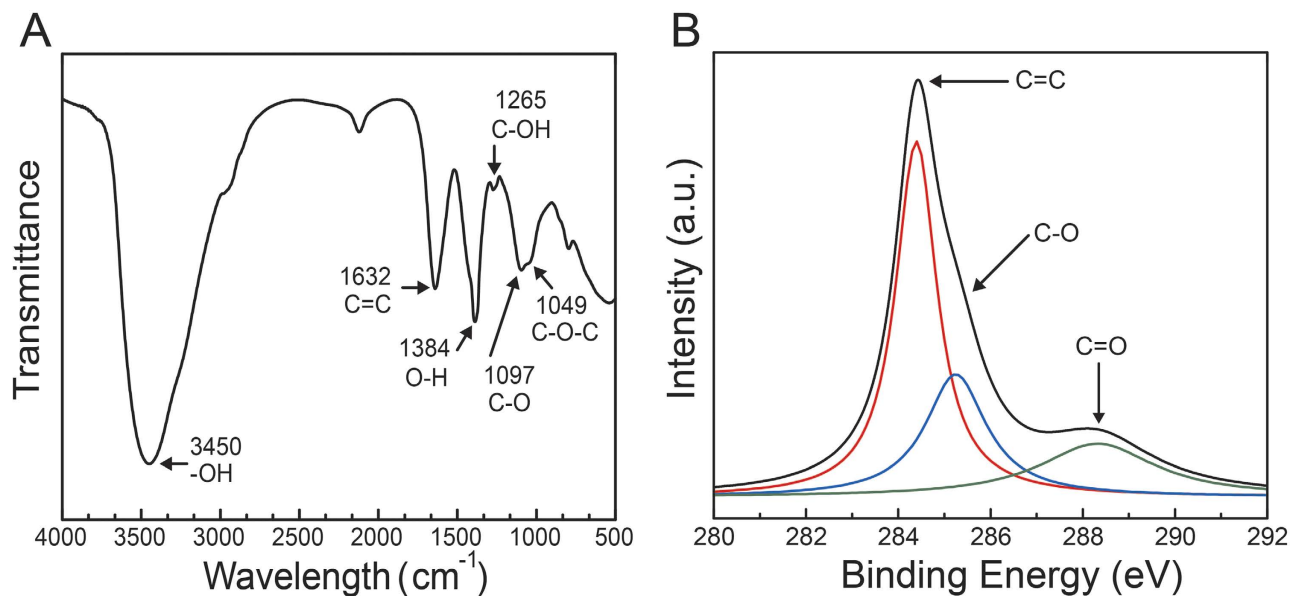 A
Transmittance
1265
C-OH
1632
C=C
1384
O-H
1097
C-O
1049
C-O-C
3450
-OH
4000 3500 3000 2500 2000 1500 1000 500
Wavelength (cm⁻¹)
B
Intensity (a.u.)
C=C
C-O
C=O
280 282 284 286 288 290 292
Binding Energy (eV)